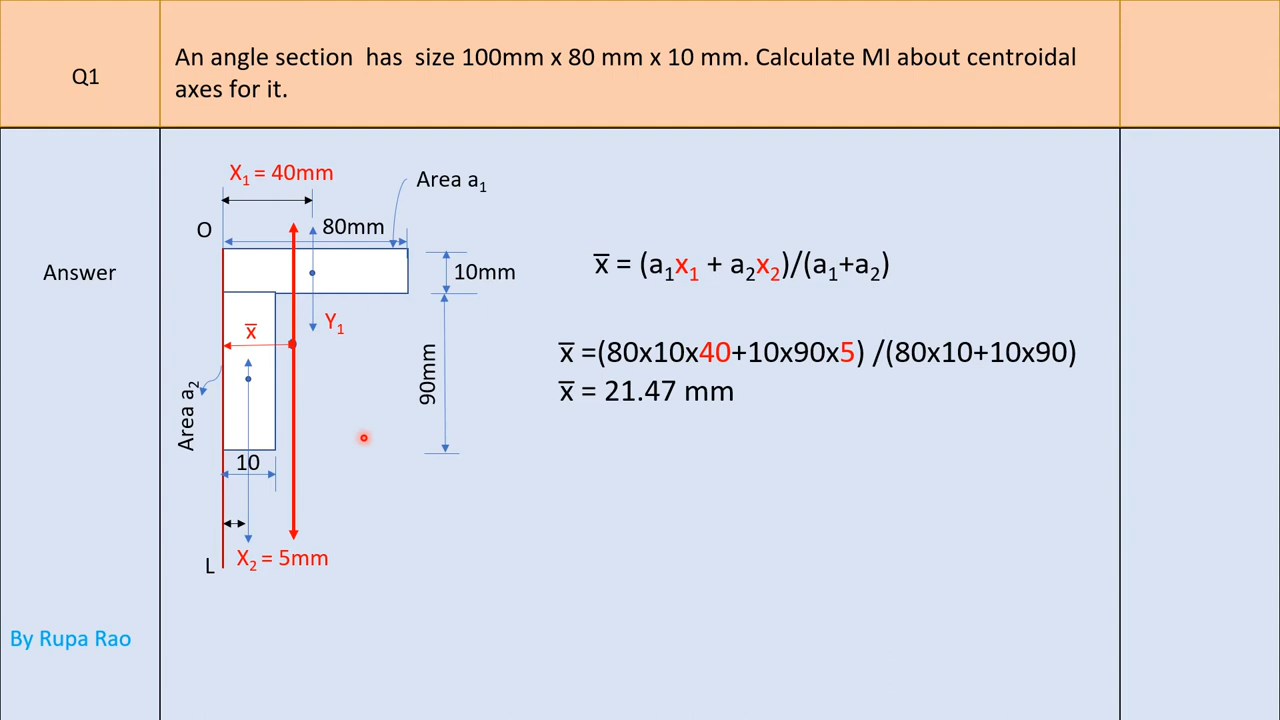 Q1
An angle section has size 100mm x 80 mm x 10 mm. Calculate MI about centroidal
axes for it.
Answer
X₁ = 40mm
Area a₁
O
80mm
10mm
x̅ = (a₁x₁ + a₂x₂)/(a₁+a₂)
Y₁
x̅
x̅ =(80x10x40+10x90x5) /(80x10+10x90)
x̅ = 21.47 mm
90mm
Area a₂
10
L
X₂ = 5mm
By Rupa Rao